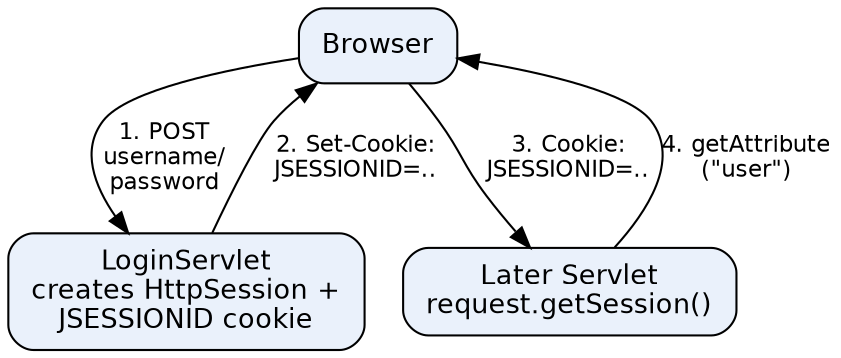 Browser
1. POST
username/
password
2. Set-Cookie:
JSESSIONID=..
3. Cookie:
JSESSIONID=..
4. getAttribute
("user")
LoginServlet
creates HttpSession +
JSESSIONID cookie
Later Servlet
request.getSession()